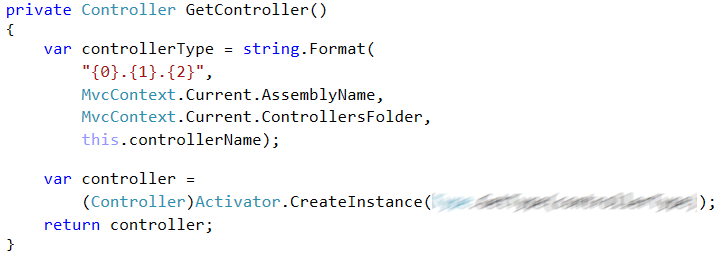 private Controller GetController()
{
var controllerType = string.Format(
"{0}.{1}.{2}",
MvcContext.Current.AssemblyName,
MvcContext.Current.ControllersFolder,
this.controllerName);
var controller =
(Controller)Activator.CreateInstance( );
return controller;
}